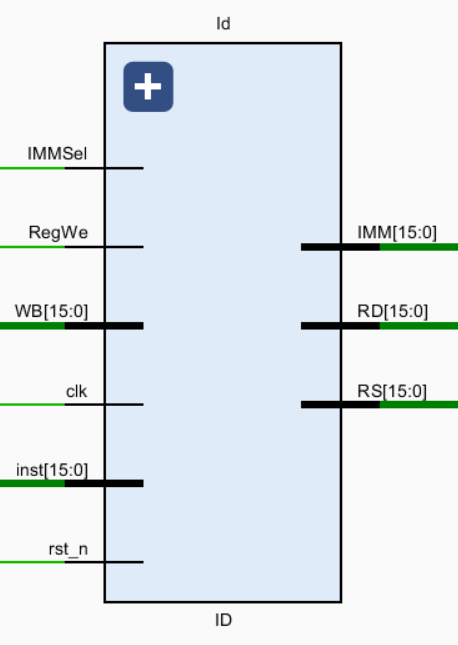 Id
IMMSel
RegWe
IMM[15:0]
WB[15:0]
RD[15:0]
clk
RS[15:0]
inst[15:0]
rst_n
ID